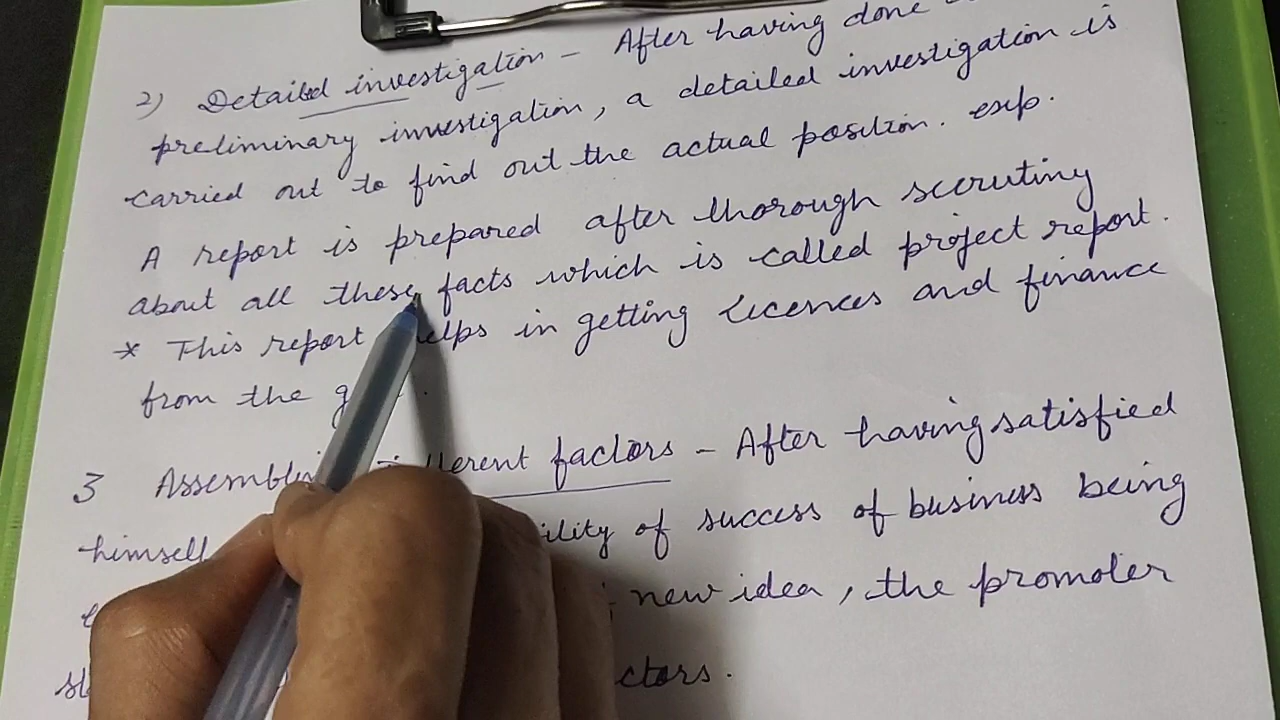 2) Detailed investigation - After having done
preliminary investigation, a detailed investigation is
carried out to find out the actual position. exp.
A report is prepared after thorough sccrutiny
about all these facts which is called project report.
* This report helps in getting licences and finance
from the
3 Assembling different factors - After having satisfied
himself of success of business being
new idea, the promoter